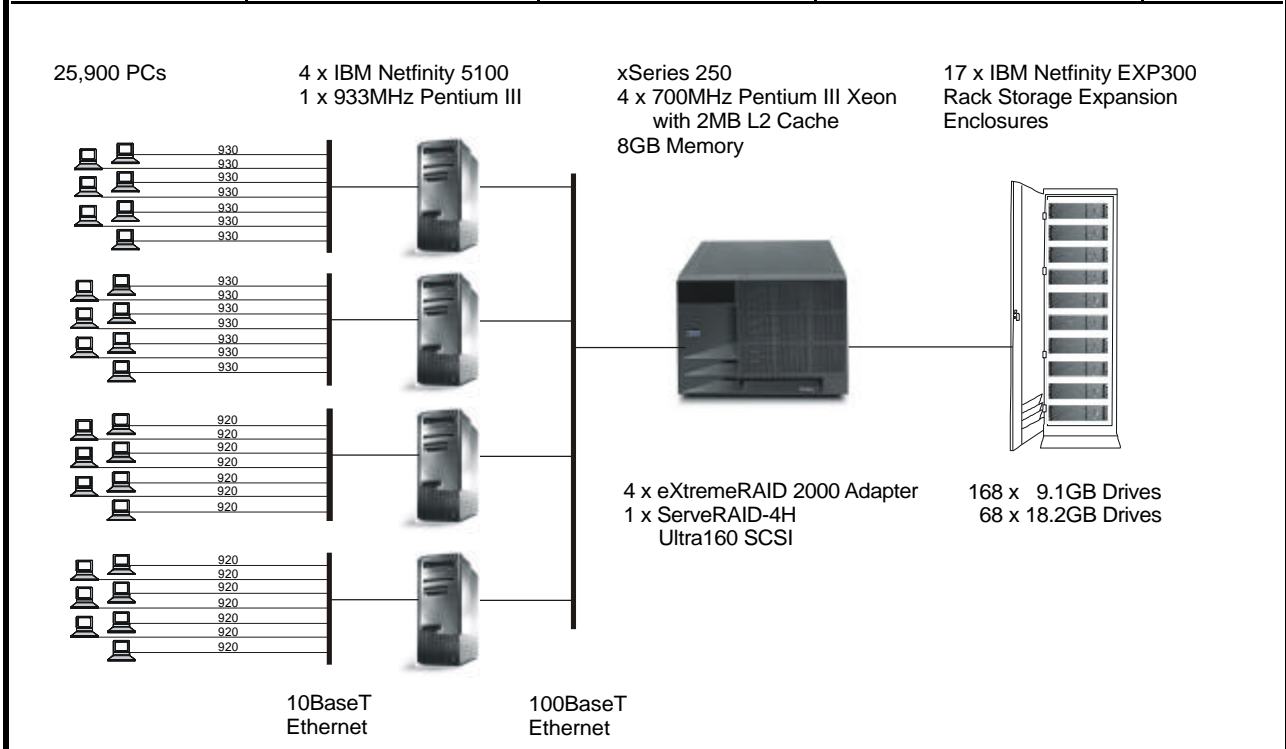 25,900 PCs
4 x IBM Netfinity 5100
1 x 933MHz Pentium III
xSeries 250
4 x 700MHz Pentium III Xeon
with 2MB L2 Cache
8GB Memory
17 x IBM Netfinity EXP300
Rack Storage Expansion
Enclosures
930
930
930
930
930
930
930
930
930
930
930
930
930
930
920
920
920
920
920
920
920
920
920
920
920
920
920
920
4 x eXtremeRAID 2000 Adapter
1 x ServeRAID-4H
Ultra160 SCSI
168 x 9.1GB Drives
68 x 18.2GB Drives
10BaseT
Ethernet
100BaseT
Ethernet